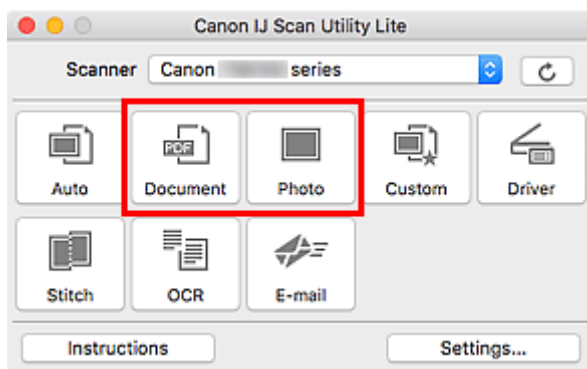 Canon IJ Scan Utility Lite
Scanner Canon series
Auto Document Photo Custom Driver
PDF
Stitch OCR E-mail
Instructions Settings...